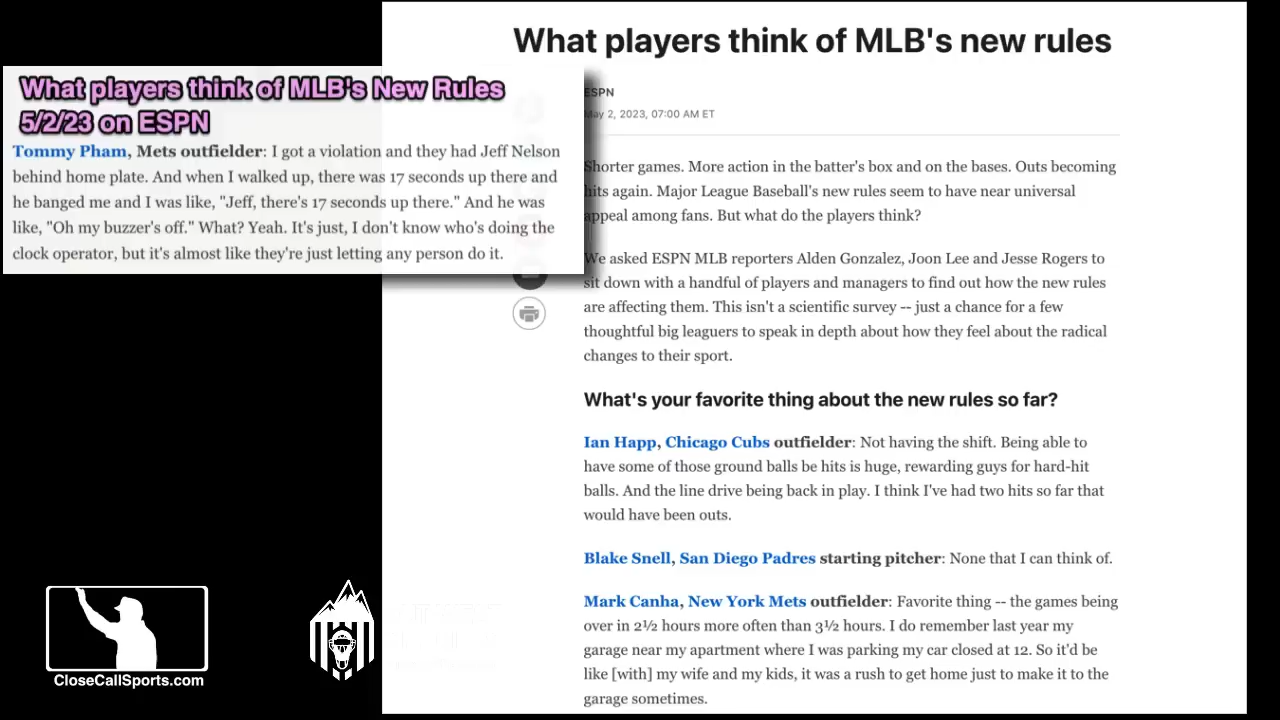 What players think of MLB's new rules
What players think of MLB's New Rules
5/2/23 on ESPN
Tommy Pham, Mets outfielder: I got a violation and they had Jeff Nelson
behind home plate. And when I walked up, there was 17 seconds up there and
he banged me and I was like, "Jeff, there's 17 seconds up there." And he was
like, "Oh my buzzer's off." What? Yeah. It's just, I don't know who's doing the
clock operator, but it's almost like they're just letting any person do it.
ESPN
May 2, 2023, 07:00 AM ET
Shorter games. More action in the batter's box and on the bases. Outs becoming
hits again. Major League Baseball's new rules seem to have near universal
appeal among fans. But what do the players think?
We asked ESPN MLB reporters Alden Gonzalez, Joon Lee and Jesse Rogers to
sit down with a handful of players and managers to find out how the new rules
are affecting them. This isn't a scientific survey -- just a chance for a few
thoughtful big leaguers to speak in depth about how they feel about the radical
changes to their sport.
What's your favorite thing about the new rules so far?
Ian Happ, Chicago Cubs outfielder: Not having the shift. Being able to
have some of those ground balls be hits is huge, rewarding guys for hard-hit
balls. And the line drive being back in play. I think I've had two hits so far that
would have been outs.
Blake Snell, San Diego Padres starting pitcher: None that I can think of.
Mark Canha, New York Mets outfielder: Favorite thing -- the games being
over in 2½ hours more often than 3½ hours. I do remember last year my
garage near my apartment where I was parking my car closed at 12. So it'd be
like [with] my wife and my kids, it was a rush to get home just to make it to the
garage sometimes.
CloseCallSports.com